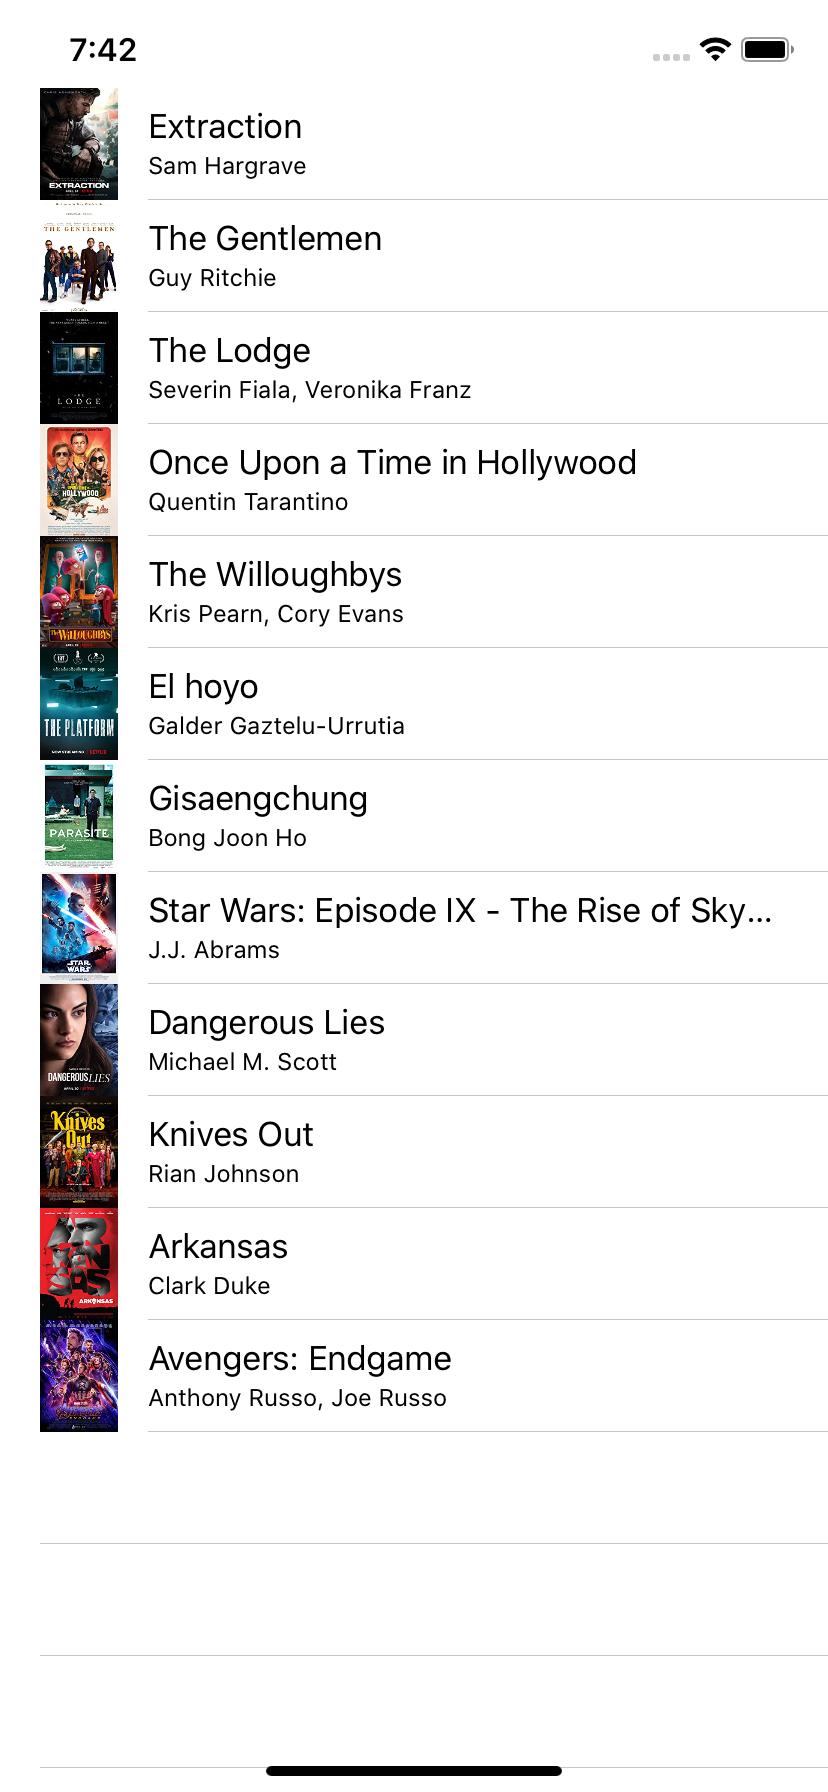 7:42
EXTRACTION
Extraction
Sam Hargrave
THE GENTLEMEN
The Gentlemen
Guy Ritchie
LODGE
The Lodge
Severin Fiala, Veronika Franz
HOLLYWOOD
Once Upon a Time in Hollywood
Quentin Tarantino
The WILLOUGHBYS
The Willoughbys
Kris Pearn, Cory Evans
THE PLATFORM
NOW STREAMING NETFLIX
El hoyo
Galder Gaztelu-Urrutia
PARASITE
Gisaengchung
Bong Joon Ho
STAR
WARS
Star Wars: Episode IX - The Rise of Sky...
J.J. Abrams
DANGEROUS LIES
Dangerous Lies
Michael M. Scott
Knives
Out
Knives Out
Rian Johnson
ARKANSAS
Arkansas
Clark Duke
Avengers: Endgame
Anthony Russo, Joe Russo